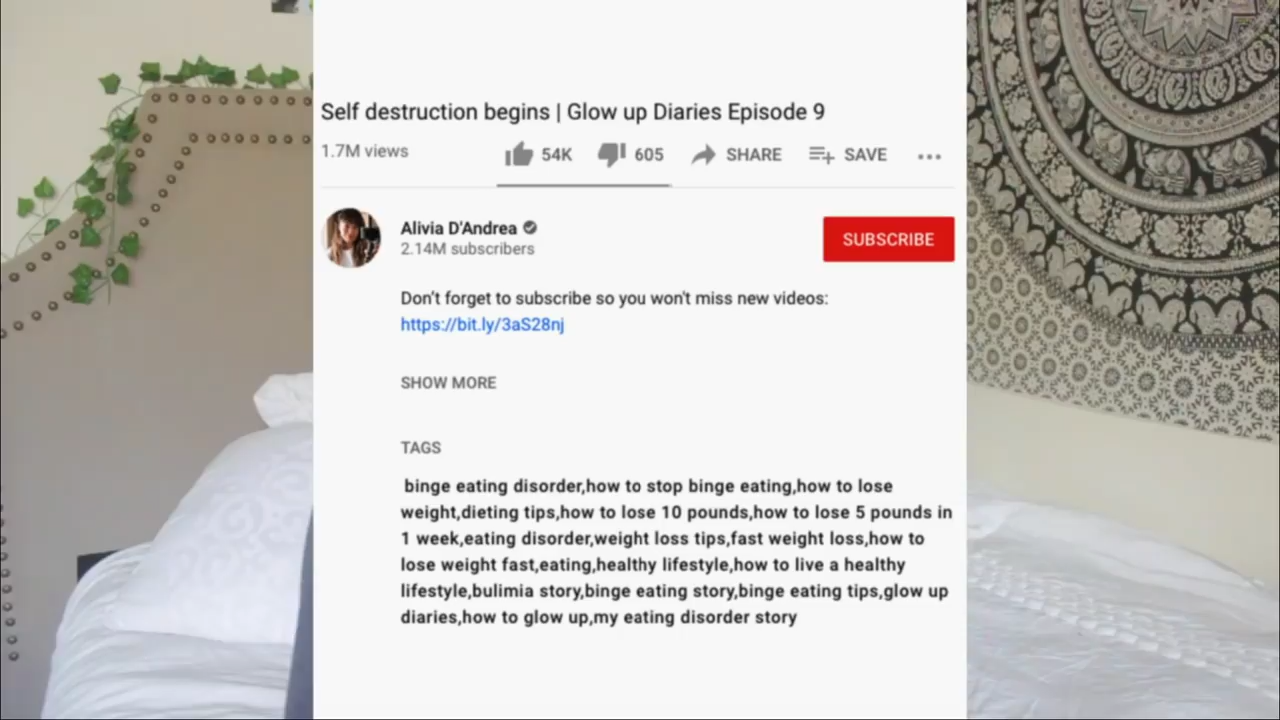 Self destruction begins | Glow up Diaries Episode 9
1.7M views 54K 605 SHARE SAVE
Alivia D'Andrea
2.14M subscribers
SUBSCRIBE
Don't forget to subscribe so you won't miss new videos:
https://bit.ly/3aS28nj
SHOW MORE
TAGS
binge eating disorder,how to stop binge eating,how to lose
weight,dieting tips,how to lose 10 pounds,how to lose 5 pounds in
1 week,eating disorder,weight loss tips,fast weight loss,how to
lose weight fast,eating,healthy lifestyle,how to live a healthy
lifestyle,bulimia story,binge eating story,binge eating tips,glow up
diaries,how to glow up,my eating disorder story